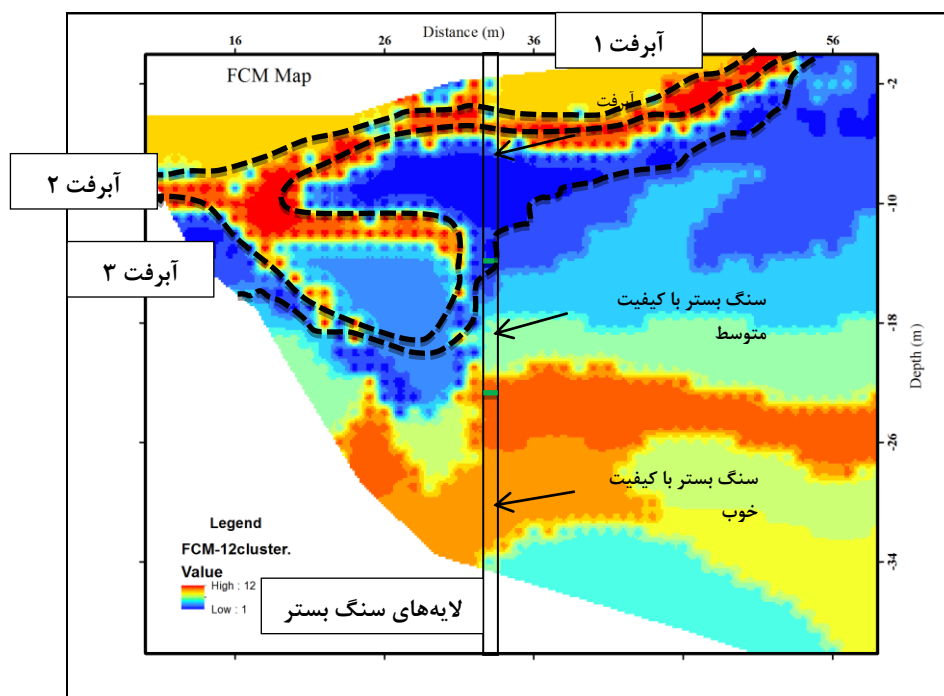 Distance (m)
آبرفت ۱
16
26
36
56
FCM Map
آبرفت
-2
آبرفت ۲
-10
آبرفت ۳
سنگ بستر با کیفیت
متوسط
-18
Depth (m)
-26
سنگ بستر با کیفیت
خوب
Legend
FCM-12cluster.
Value
High : 12
Low : 1
-34
لایه‌های سنگ بستر